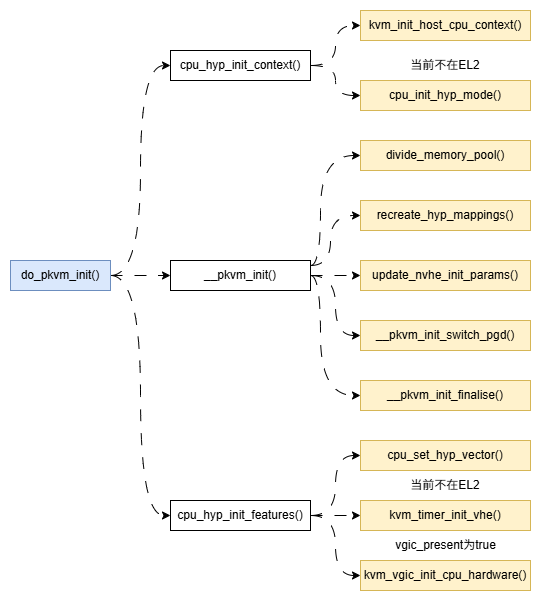 kvm_init_host_cpu_context()
cpu_hyp_init_context()
当前不在EL2
cpu_init_hyp_mode()
divide_memory_pool()
recreate_hyp_mappings()
do_pkvm_init()
__pkvm_init()
update_nvhe_init_params()
__pkvm_init_switch_pgd()
__pkvm_init_finalise()
cpu_set_hyp_vector()
当前不在EL2
cpu_hyp_init_features()
kvm_timer_init_vhe()
vgic_present为true
kvm_vgic_init_cpu_hardware()